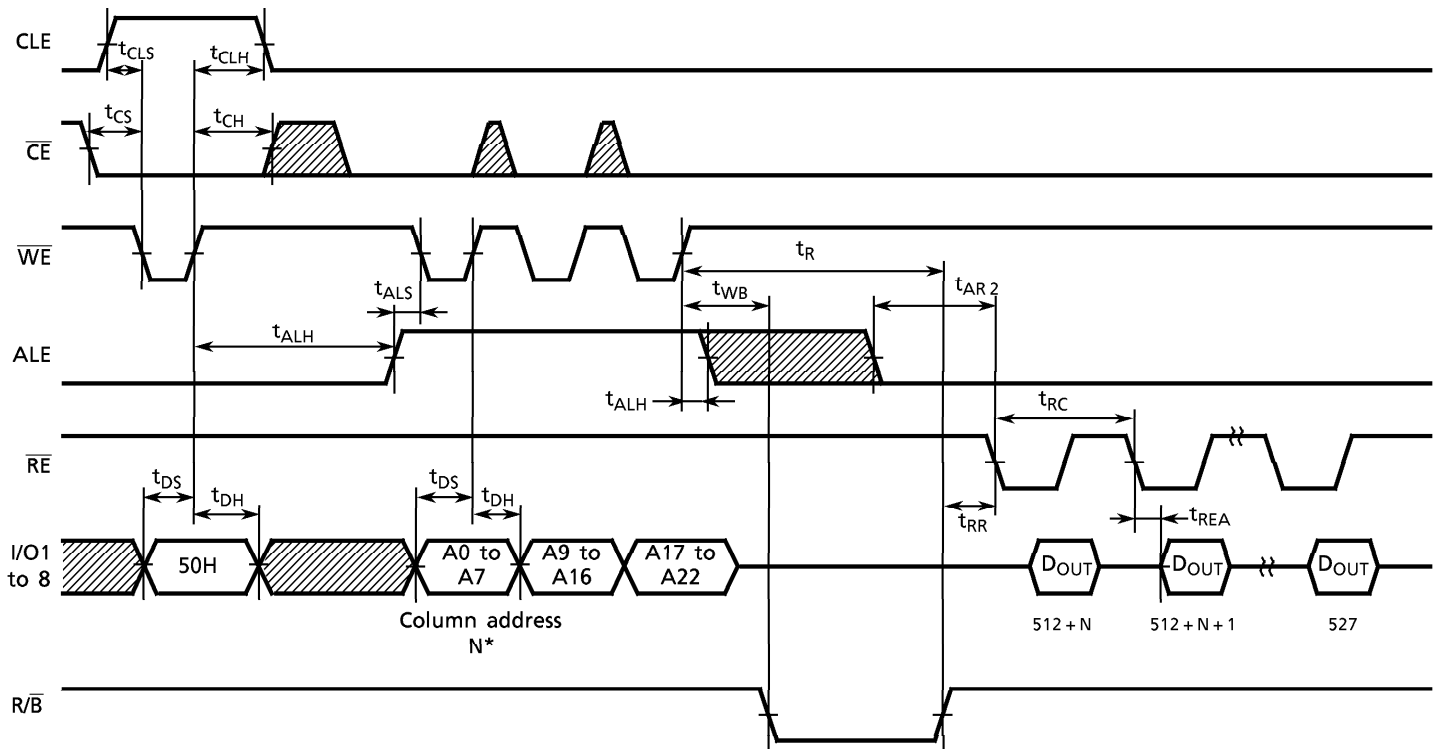 CLE
tCLS
tCLH
CE
tCS
tCH
WE
tR
tALS
tWB
tAR 2
ALE
tALH
tALH
tRC
RE
tDS
tDH
tDS
tDH
tRR
tREA
I/O1
to 8
50H
A0 to
A7
A9 to
A16
A17 to
A22
DOUT
DOUT
DOUT
Column address
N*
512 + N
512 + N + 1
527
R/B